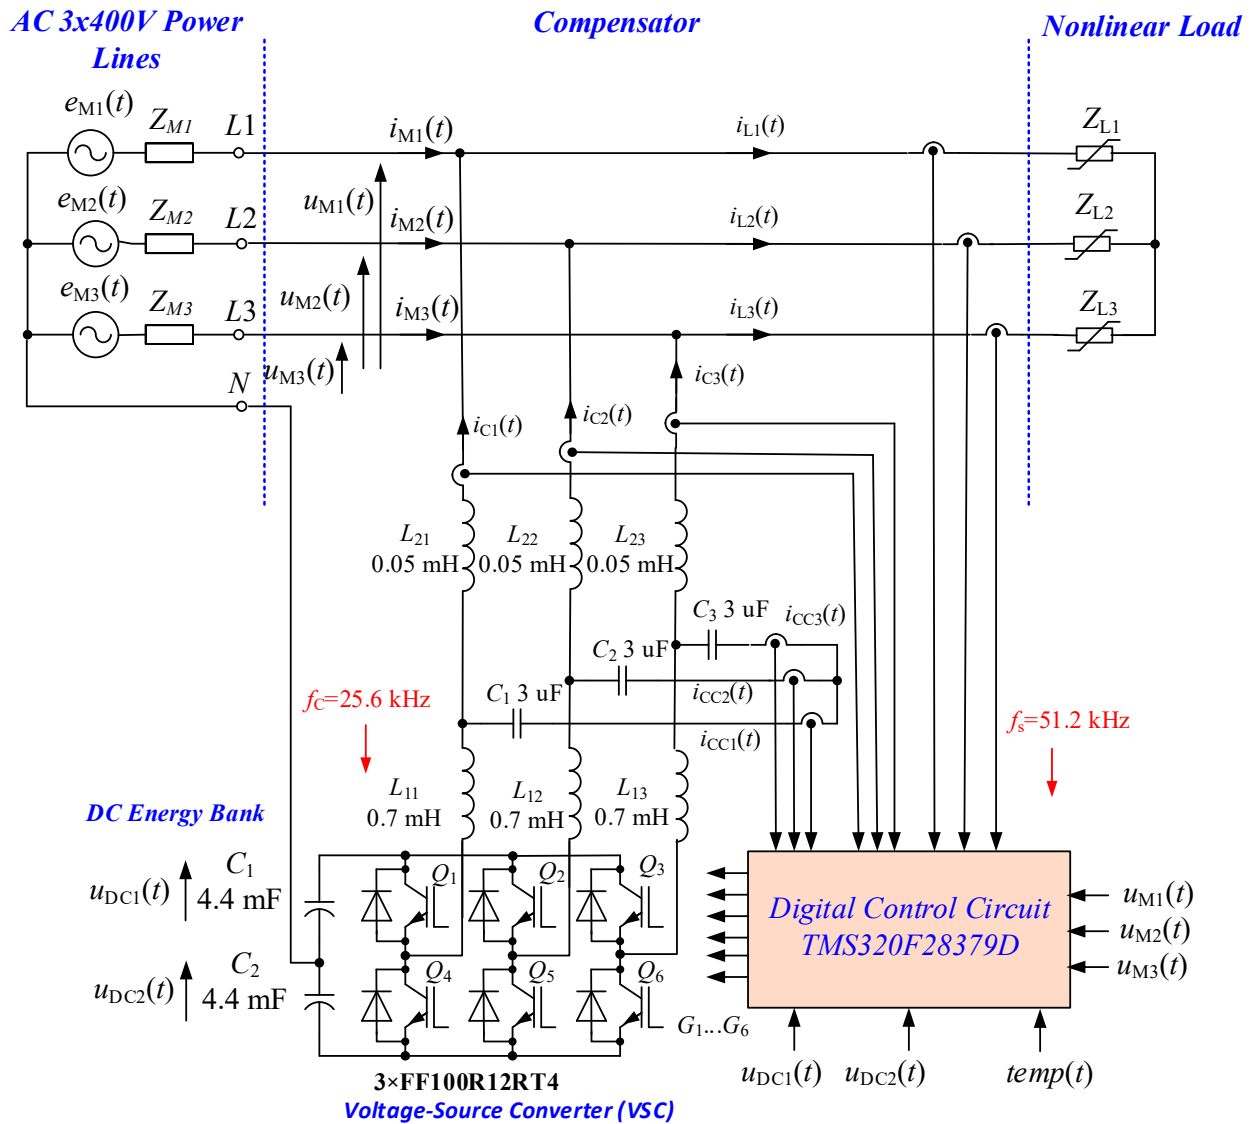 AC 3x400V Power
Lines
Compensator
Nonlinear Load
eM1(t)
ZM1
L1
iM1(t)
iL1(t)
ZL1
uM1(t)
eM2(t)
ZM2
L2
iM2(t)
iL2(t)
ZL2
uM2(t)
eM3(t)
ZM3
L3
iM3(t)
iL3(t)
ZL3
uM3(t)
N
iC3(t)
iC2(t)
iC1(t)
L21
0.05 mH
L22
0.05 mH
L23
0.05 mH
C3 3 uF
iCC3(t)
C2 3 uF
iCC2(t)
C1 3 uF
iCC1(t)
fC=25.6 kHz
fs=51.2 kHz
L11
0.7 mH
L12
0.7 mH
L13
0.7 mH
DC Energy Bank
uDC1(t)
C1
4.4 mF
Q1
Q2
Q3
uDC2(t)
C2
4.4 mF
Q4
Q5
Q6
G1...G6
Digital Control Circuit
TMS320F28379D
uM1(t)
uM2(t)
uM3(t)
uDC1(t)
uDC2(t)
temp(t)
3×FF100R12RT4
Voltage-Source Converter (VSC)